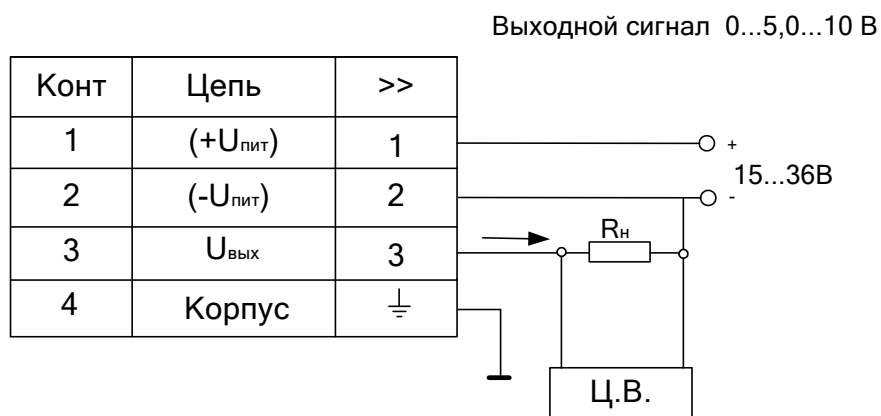 Выходной сигнал 0...5,0...10 В
Конт Цепь >>
1 (+Uпит) 1 +
15...36В
2 (-Uпит) 2 -
Rн
3 Uвых 3
4 Корпус
Ц.В.